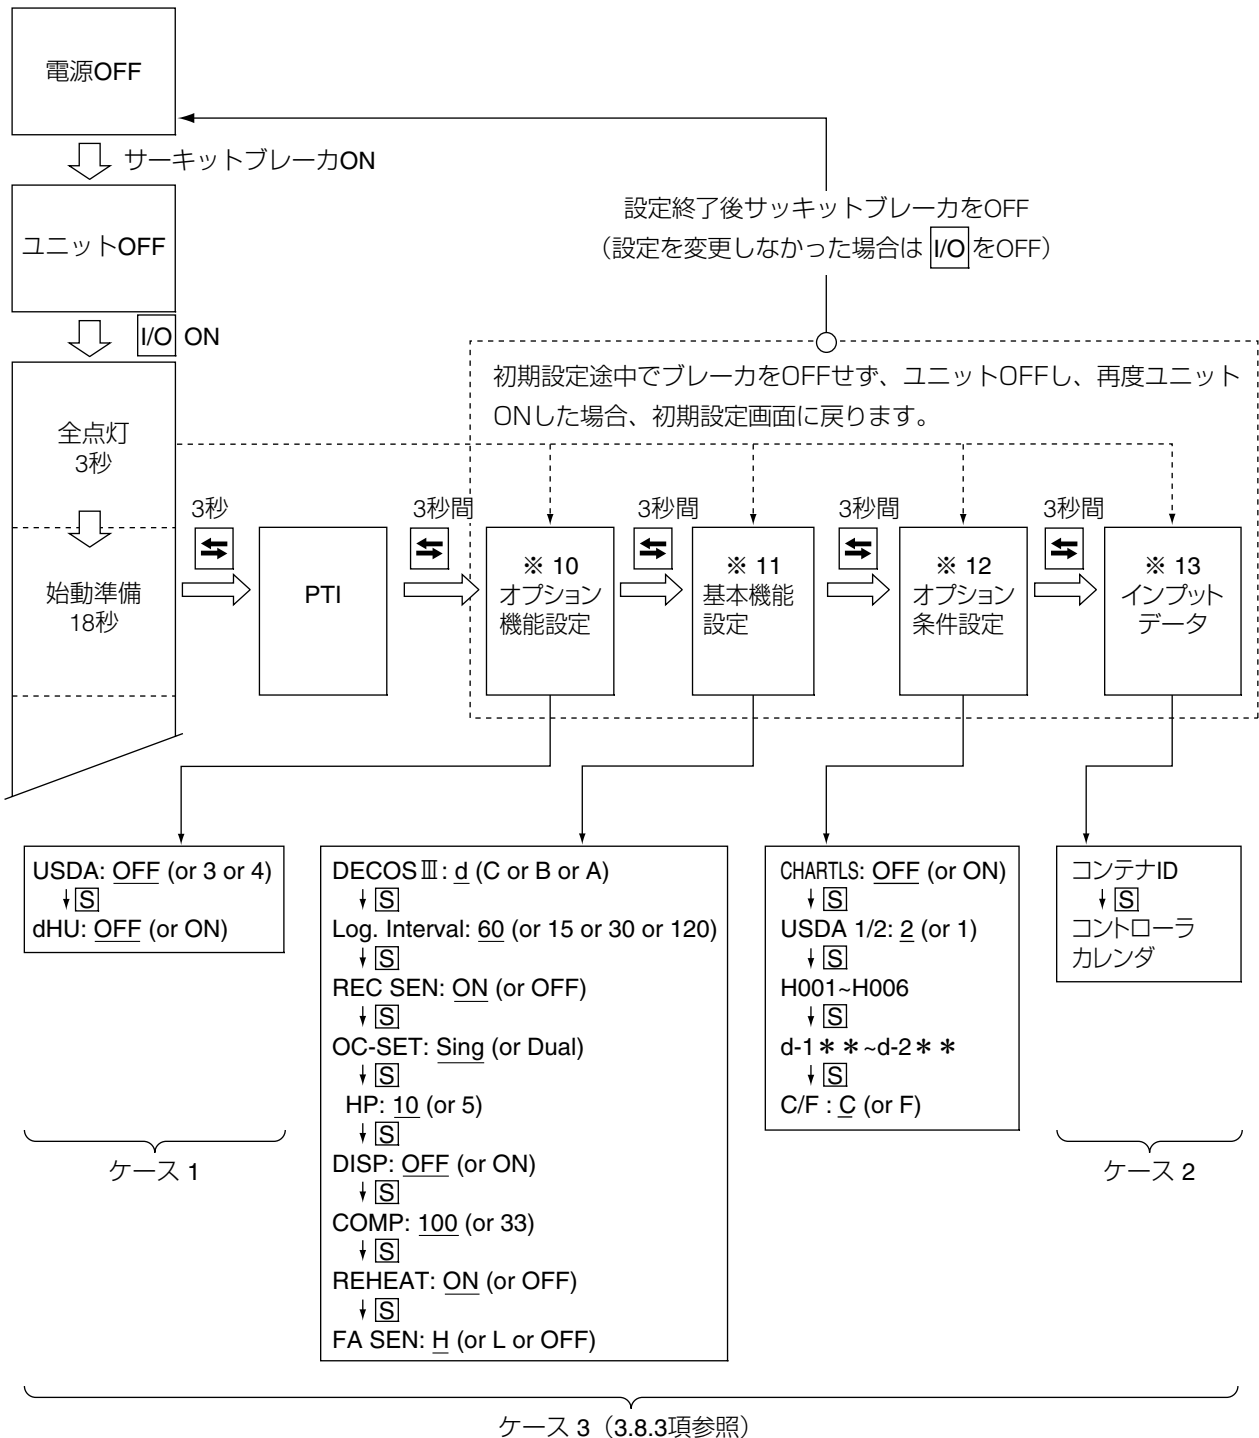 電源OFF
サーキットブレーカON
ユニットOFF
設定終了後サッキットブレーカをOFF
（設定を変更しなかった場合は I/O をOFF）
I/O ON
初期設定途中でブレーカをOFFせず、ユニットOFFし、再度ユニット
ONした場合、初期設定画面に戻ります。
全点灯
3秒
始動準備
18秒
3秒
PTI
3秒間
※ 10
オプション
機能設定
3秒間
※ 11
基本機能
設定
3秒間
※ 12
オプション
条件設定
3秒間
※ 13
インプット
データ
USDA: OFF (or 3 or 4)
↓ S
dHU: OFF (or ON)
DECOSⅢ: d (C or B or A)
↓ S
Log. Interval: 60 (or 15 or 30 or 120)
↓ S
REC SEN: ON (or OFF)
↓ S
OC-SET: Sing (or Dual)
↓ S
HP: 10 (or 5)
↓ S
DISP: OFF (or ON)
↓ S
COMP: 100 (or 33)
↓ S
REHEAT: ON (or OFF)
↓ S
FA SEN: H (or L or OFF)
CHARTLS: OFF (or ON)
↓ S
USDA 1/2: 2 (or 1)
↓ S
H001~H006
↓ S
d-1＊＊~d-2＊＊
↓ S
C/F : C (or F)
コンテナID
↓ S
コントローラ
カレンダ
ケース 1
ケース 2
ケース 3（3.8.3項参照）